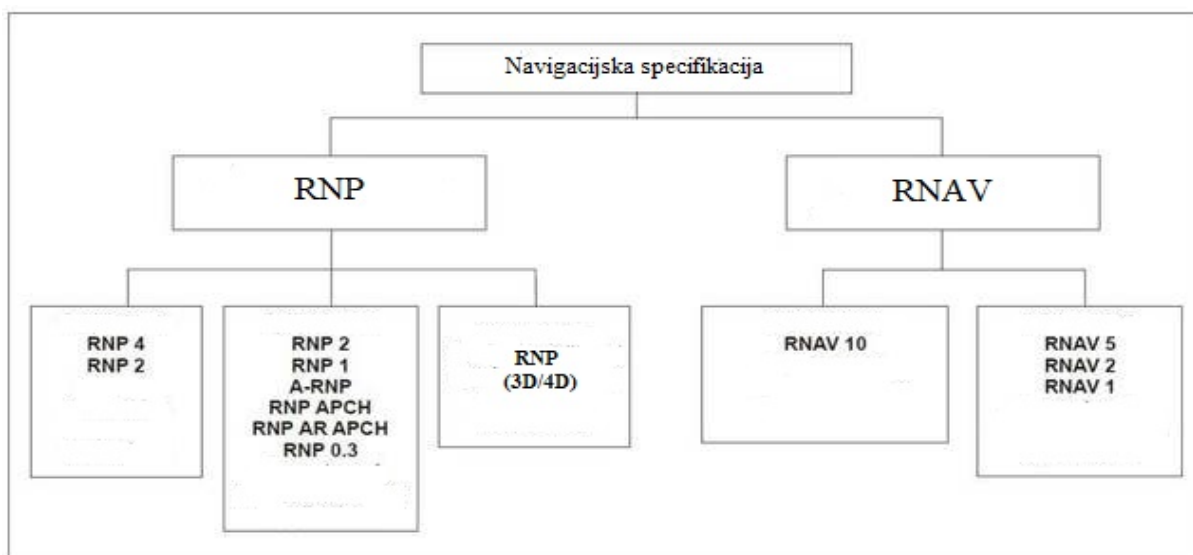 Navigacijska specifikacija
RNP
RNAV
RNP 4
RNP 2
RNP 2
RNP 1
A-RNP
RNP APCH
RNP AR APCH
RNP 0.3
RNP
(3D/4D)
RNAV 10
RNAV 5
RNAV 2
RNAV 1